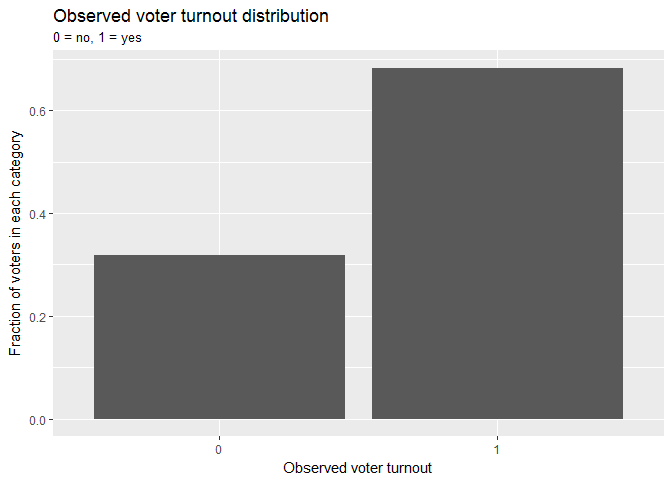 Observed voter turnout distribution
0 = no, 1 = yes
Fraction of voters in each category
0.6
0.4
0.2
0.0
0
1
Observed voter turnout